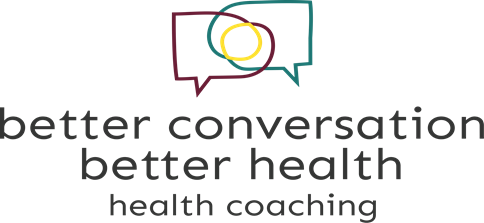 better conversation
better health
health coaching